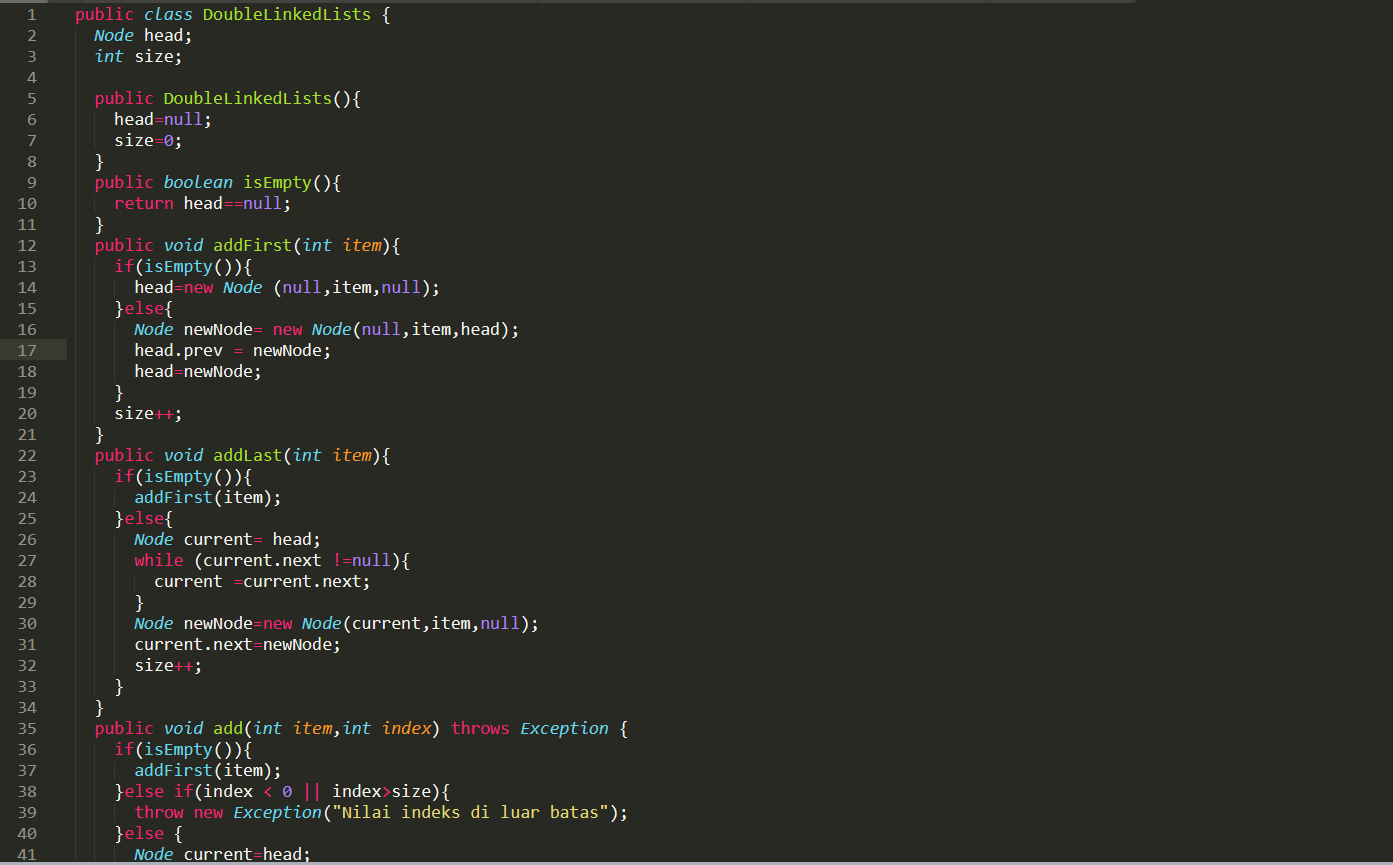 1 public class DoubleLinkedLists {
2 Node head;
3 int size;
4
5 public DoubleLinkedLists(){
6 head=null;
7 size=0;
8 }
9 public boolean isEmpty(){
10 return head==null;
11 }
12 public void addFirst(int item){
13 if(isEmpty()){
14 head=new Node (null,item,null);
15 }else{
16 Node newNode= new Node(null,item,head);
17 head.prev = newNode;
18 head=newNode;
19 }
20 size++;
21 }
22 public void addLast(int item){
23 if(isEmpty()){
24 addFirst(item);
25 }else{
26 Node current= head;
27 while (current.next !=null){
28 current =current.next;
29 }
30 Node newNode=new Node(current,item,null);
31 current.next=newNode;
32 size++;
33 }
34 }
35 public void add(int item,int index) throws Exception {
36 if(isEmpty()){
37 addFirst(item);
38 }else if(index < 0 || index>size){
39 throw new Exception("Nilai indeks di luar batas");
40 }else {
41 Node current=head;